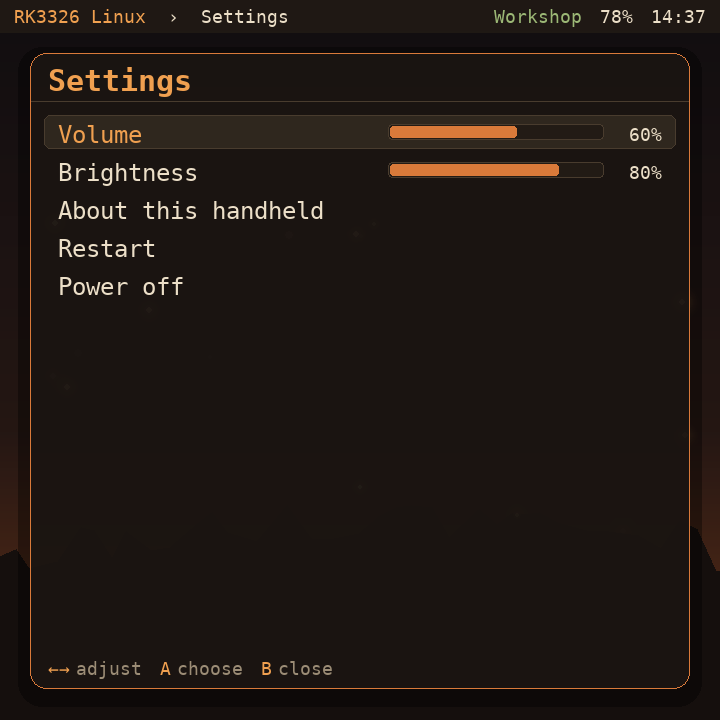 RK3326 Linux › Settings Workshop 78% 14:37
Settings
Volume 60%
Brightness 80%
About this handheld
Restart
Power off
←→ adjust A choose B close